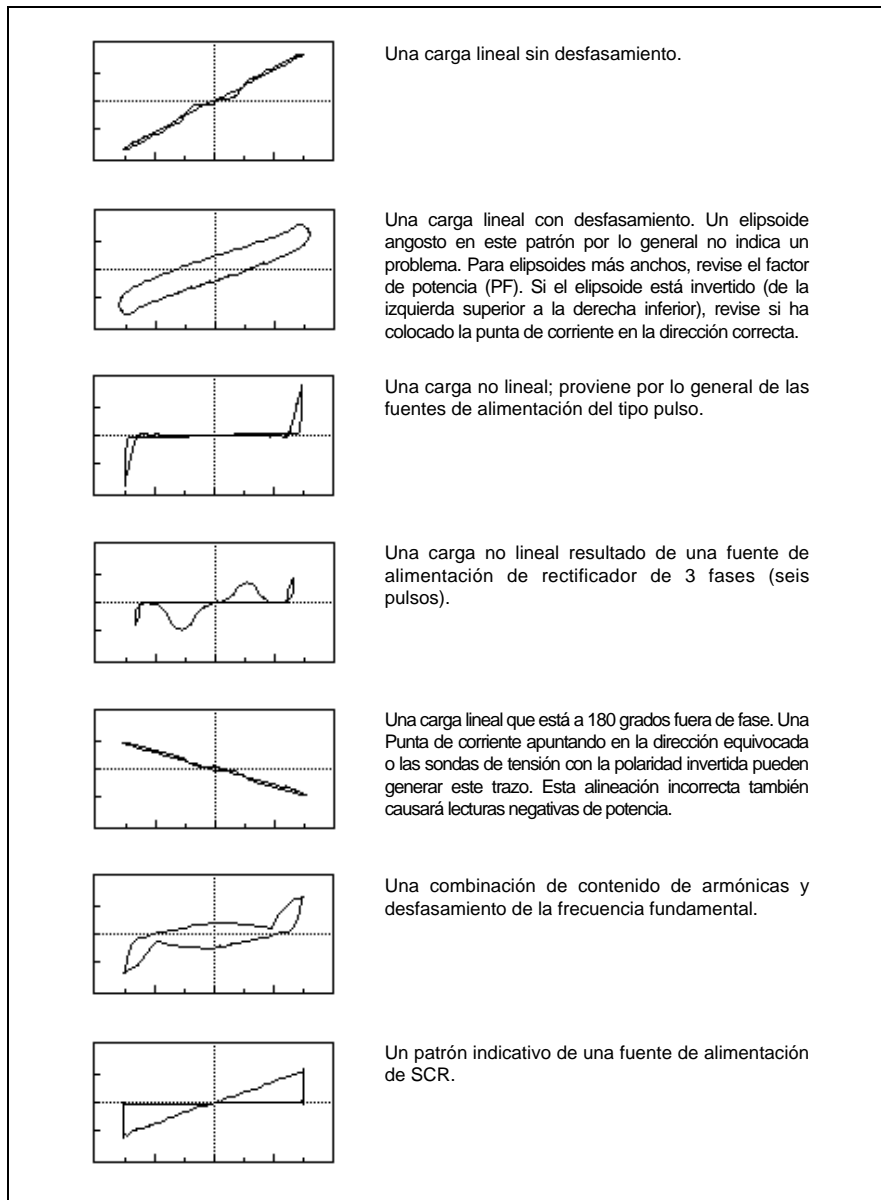 Una carga lineal sin desfasamiento.
Una carga lineal con desfasamiento. Un elipsoide
angosto en este patrón por lo general no indica un
problema. Para elipsoides más anchos, revise el factor
de potencia (PF). Si el elipsoide está invertido (de la
izquierda superior a la derecha inferior), revise si ha
colocado la punta de corriente en la dirección correcta.
Una carga no lineal; proviene por lo general de las
fuentes de alimentación del tipo pulso.
Una carga no lineal resultado de una fuente de
alimentación de rectificador de 3 fases (seis
pulsos).
Una carga lineal que está a 180 grados fuera de fase. Una
Punta de corriente apuntando en la dirección equivocada
o las sondas de tensión con la polaridad invertida pueden
generar este trazo. Esta alineación incorrecta también
causará lecturas negativas de potencia.
Una combinación de contenido de armónicas y
desfasamiento de la frecuencia fundamental.
Un patrón indicativo de una fuente de alimentación
de SCR.